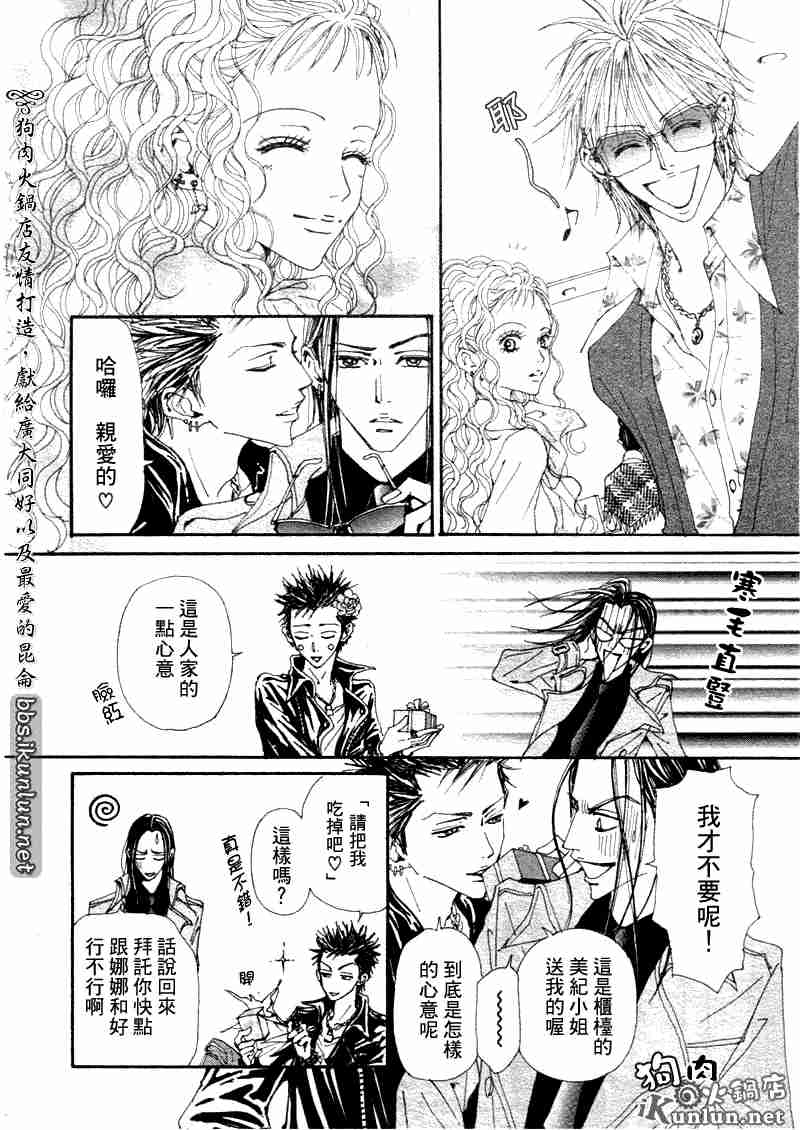 耶
哈囉 親愛的♡
寒毛直豎
這是人家的
一點心意
臉紅
我才不要呢！
這是櫃檯的
美紀小姐
送我的喔
到底是怎樣
的心意呢
「請把我
吃掉吧♡」
這樣嗎？
真是不錯！
開
話說回來
拜託你快點
跟娜娜和好
行不行啊
狗肉火鍋店友情打造，獻給廣大同好以及最愛的昆侖
bbs.ikunlun.net
狗肉火鍋店
iKunlun.net